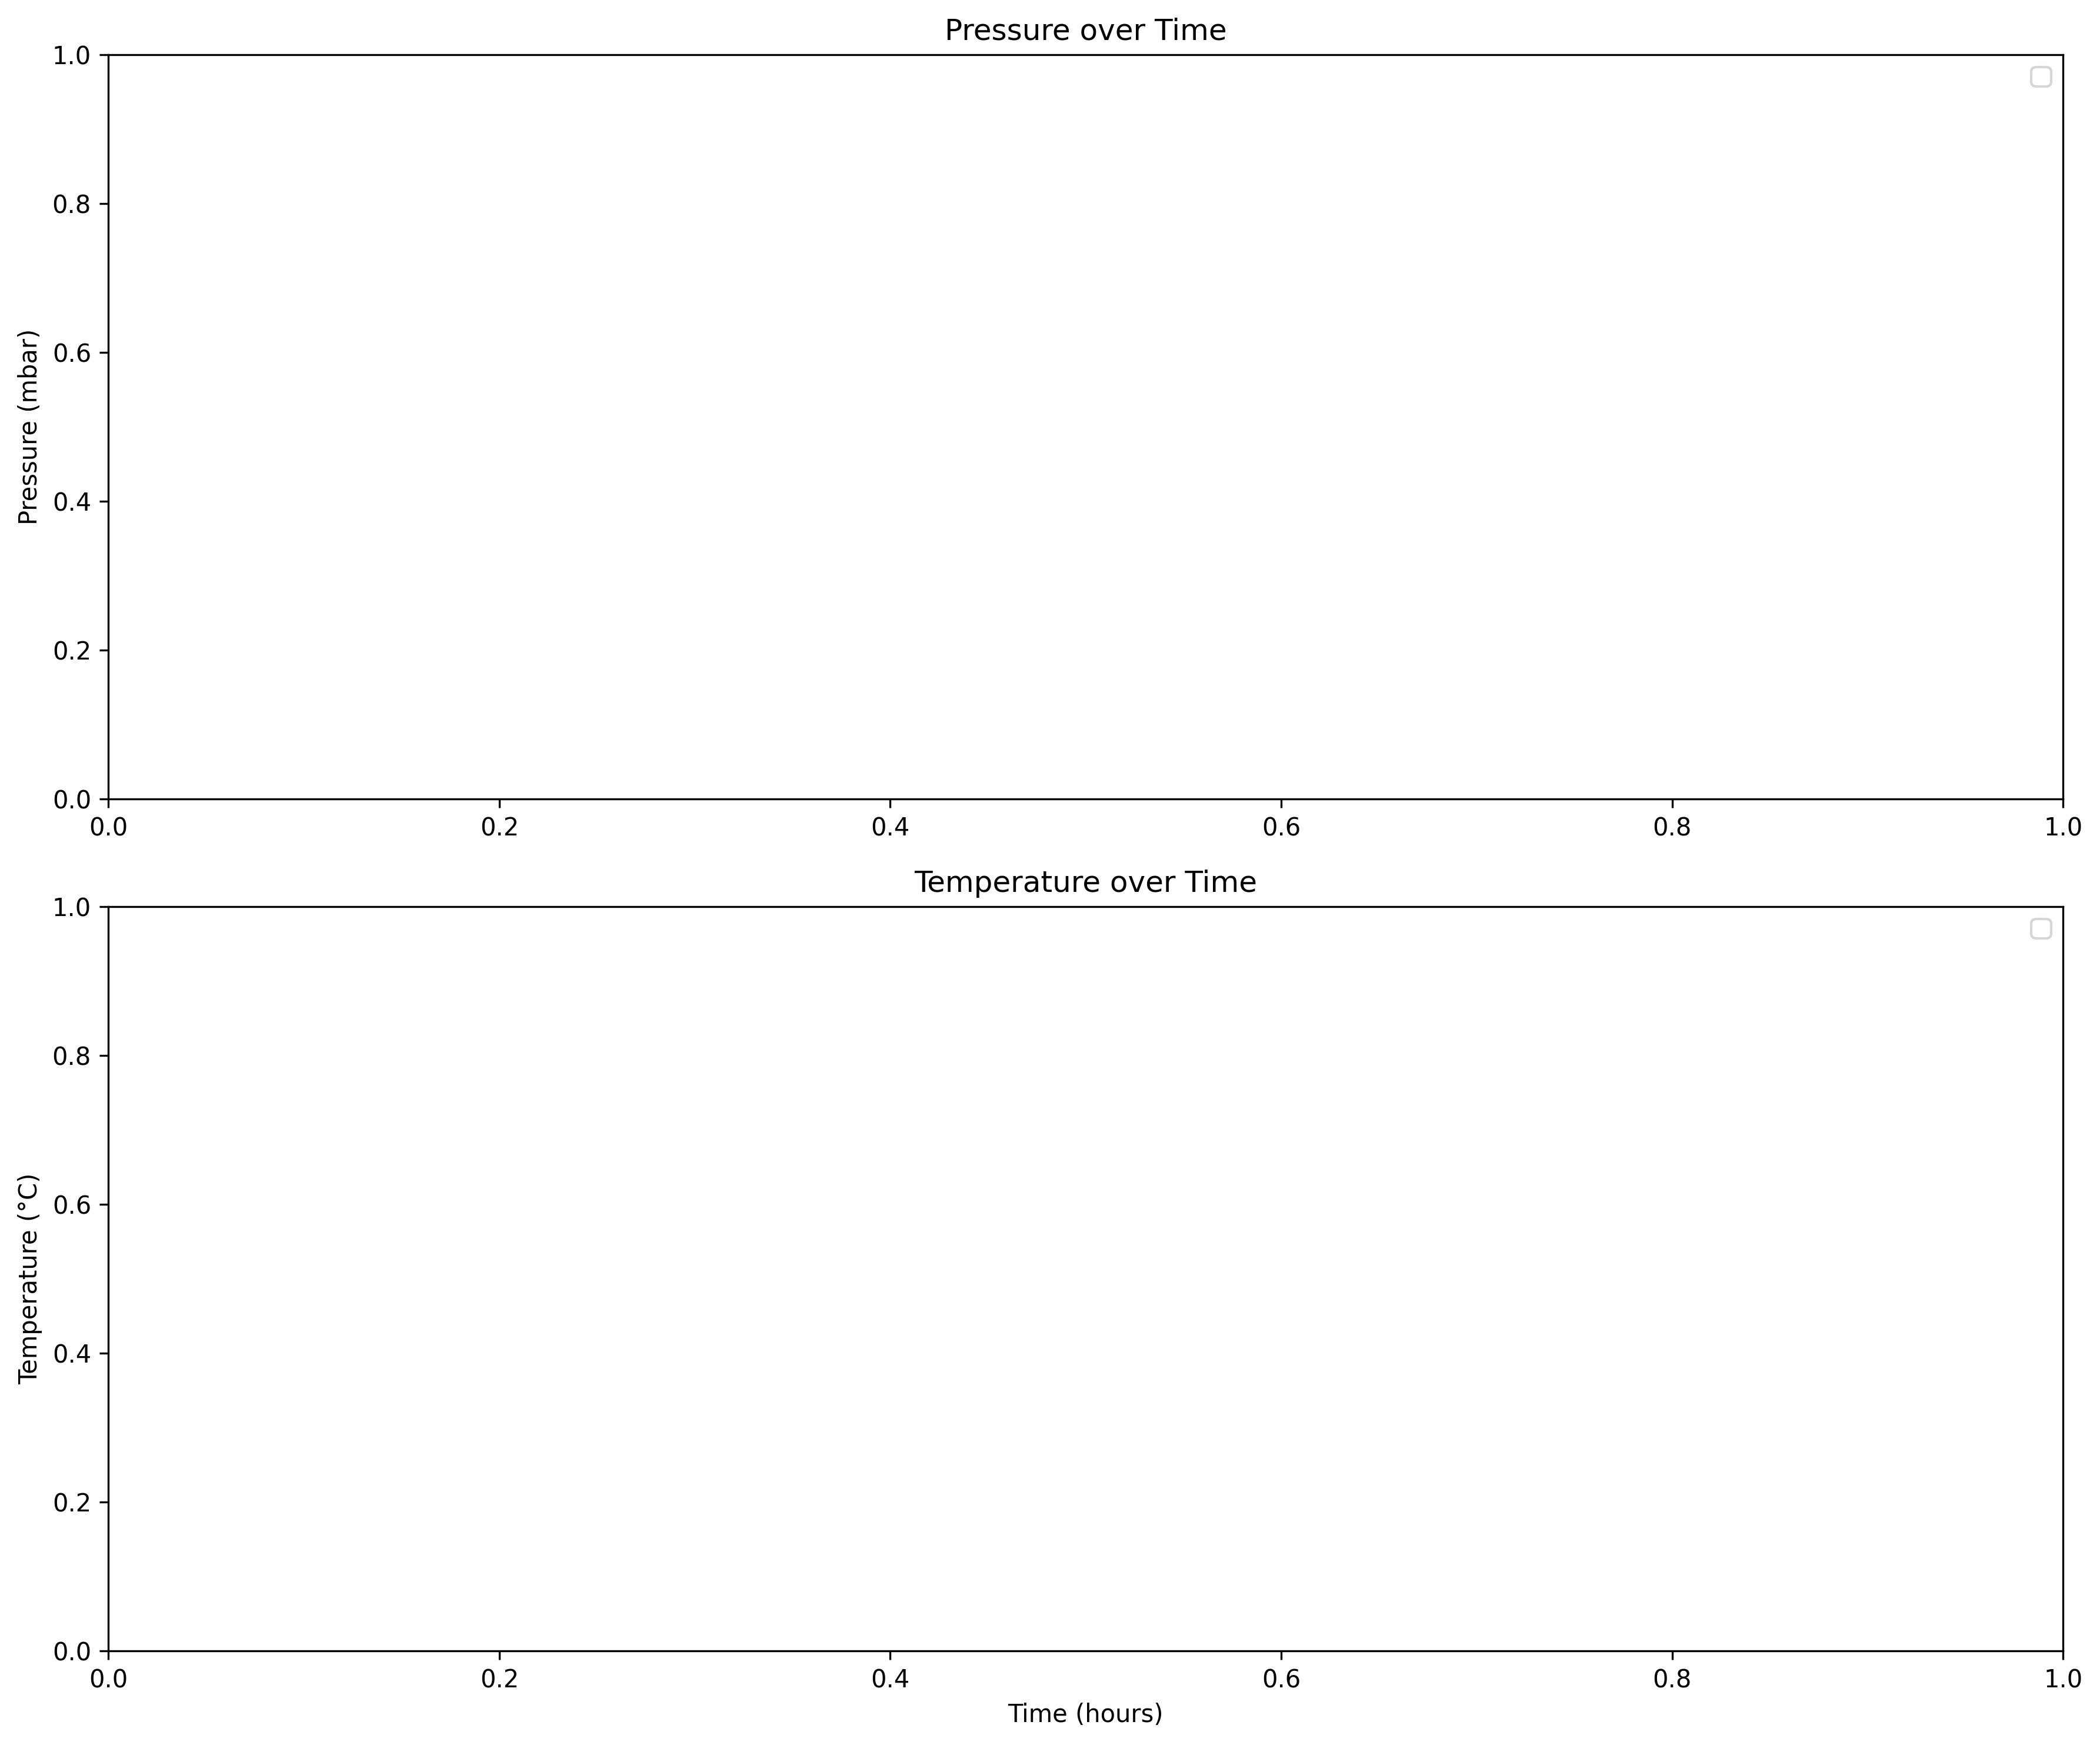 Pressure over Time
1.0
0.8
0.6
0.4
0.2
0.0
Pressure (mbar)
0.0 0.2 0.4 0.6 0.8 1.0
Temperature over Time
1.0
0.8
0.6
0.4
0.2
0.0
Temperature (°C)
0.0 0.2 0.4 0.6 0.8 1.0
Time (hours)